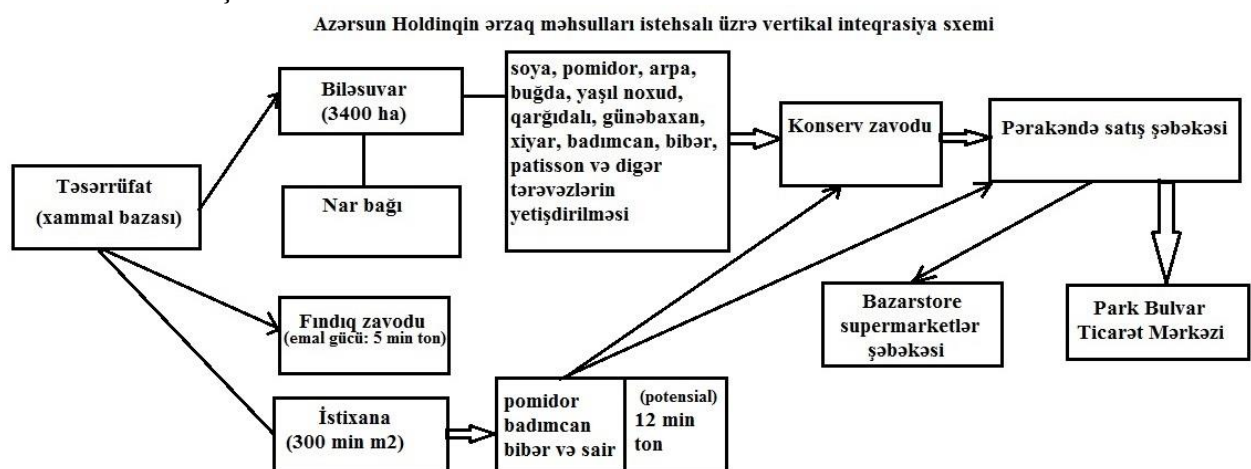 Azərsun Holdinqin ərzaq məhsulları istehsalı üzrə vertikal inteqrasiya sxemi
Təsərrüfat
(xammal bazası)
Biləsuvar
(3400 ha)
Nar bağı
soya, pomidor, arpa,
buğda, yaşıl noxud,
qarğıdalı, günəbaxan,
xiyar, badımcan, bibər,
patisson və digər
tərəvəzlərin
yetişdirilməsi
Konserv zavodu
Pərakəndə satış şəbəkəsi
Fındıq zavodu
(emal gücü: 5 min ton)
İstixana
(300 min m2)
pomidor
badımcan
bibər və sair
(potensial)
12 min
ton
Bazarstore
supermarketlər
şəbəkəsi
Park Bulvar
Ticarət Mərkəzi